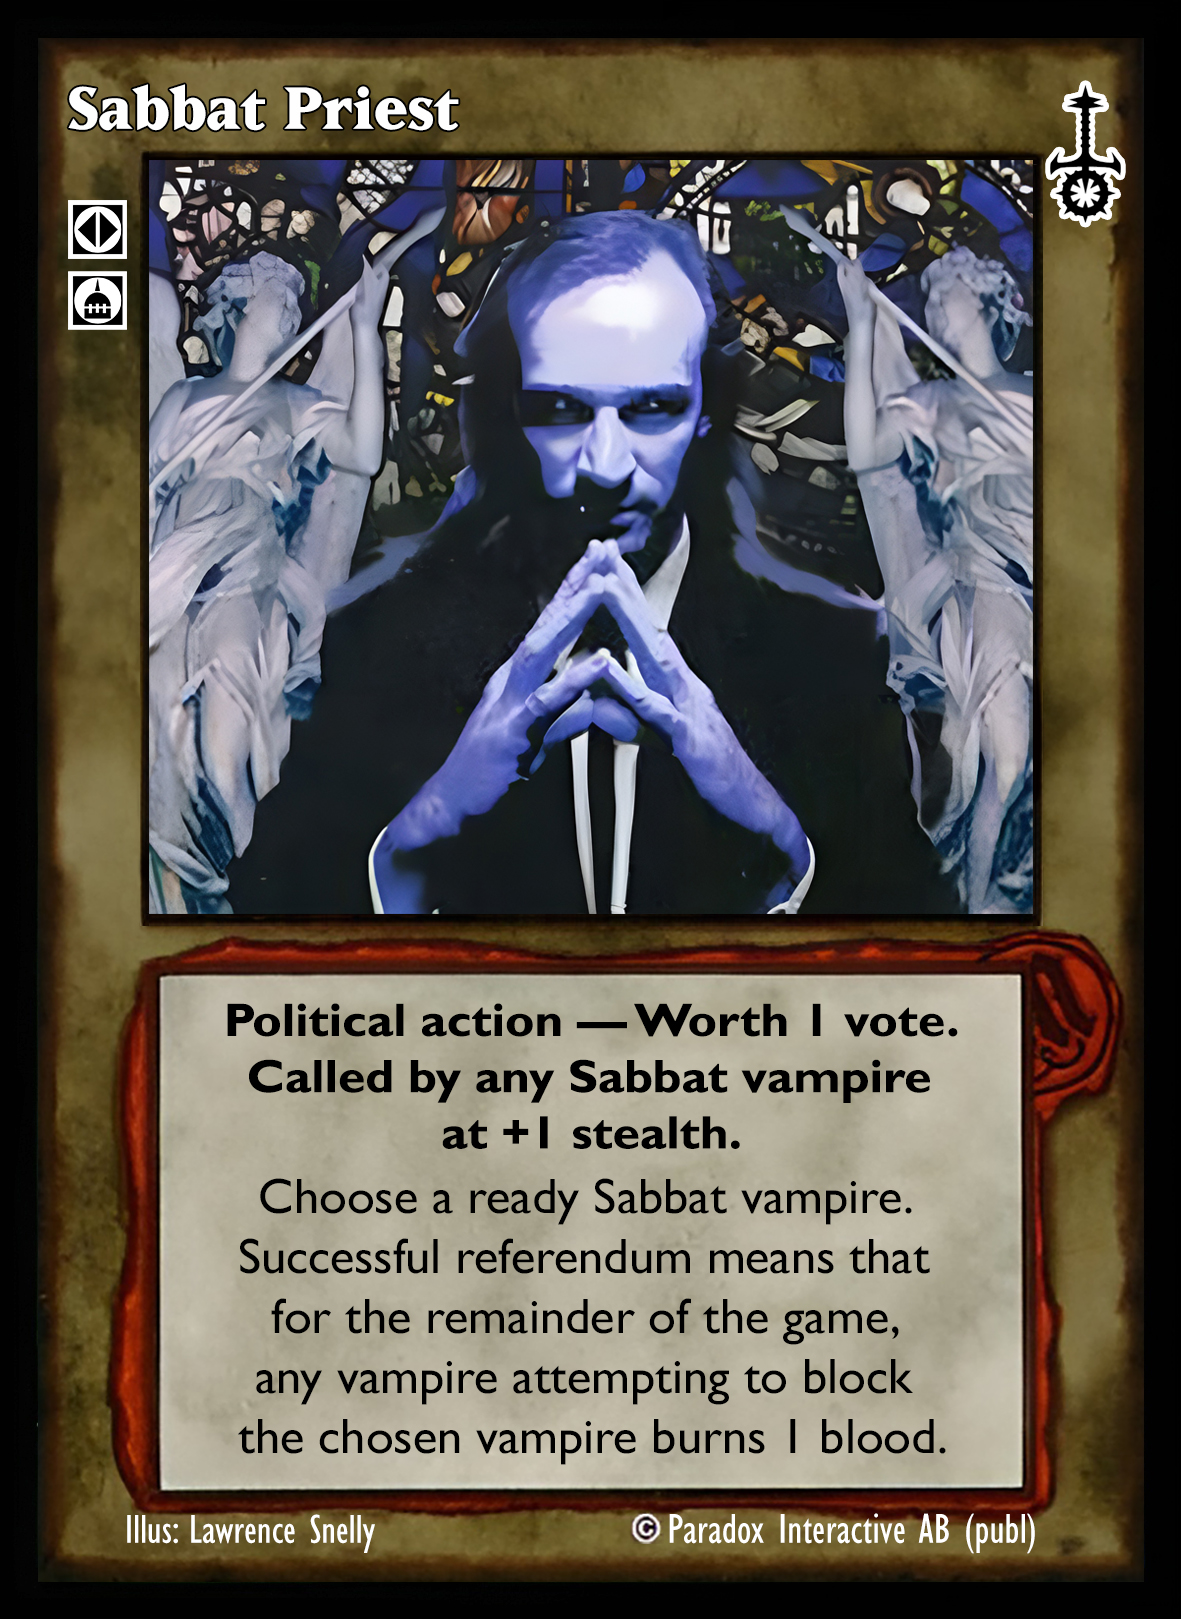 Sabbat Priest
Political action — Worth 1 vote.
Called by any Sabbat vampire
at +1 stealth.
Choose a ready Sabbat vampire.
Successful referendum means that
for the remainder of the game,
any vampire attempting to block
the chosen vampire burns 1 blood.
Illus: Lawrence Snelly
© Paradox Interactive AB (publ)